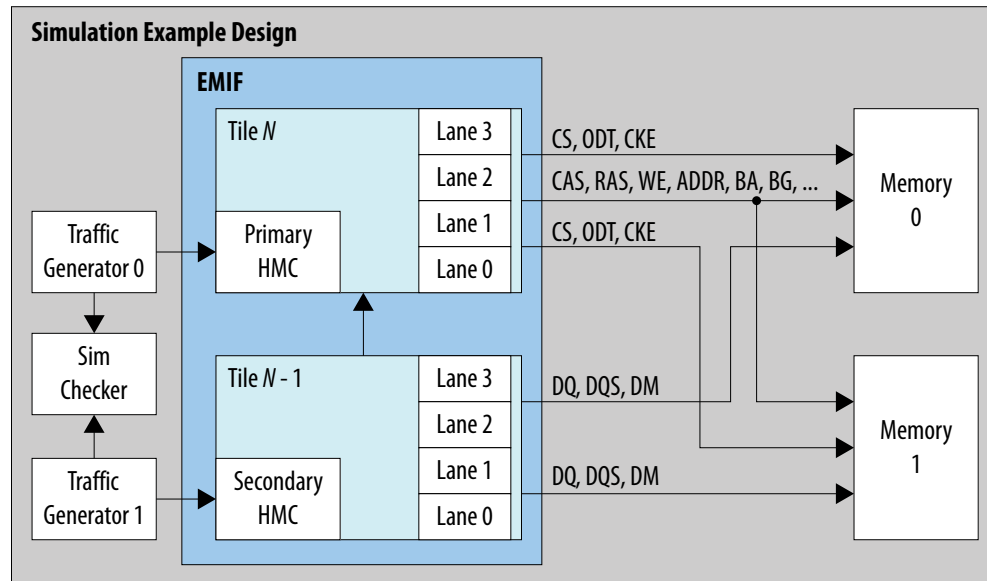 Simulation Example Design
EMIF
Tile N
Lane 3
Lane 2
Lane 1
Lane 0
Primary
HMC
CS, ODT, CKE
CAS, RAS, WE, ADDR, BA, BG, ...
CS, ODT, CKE
Memory
0
Traffic
Generator 0
Sim
Checker
Traffic
Generator 1
Tile N - 1
Lane 3
Lane 2
Lane 1
Lane 0
Secondary
HMC
DQ, DQS, DM
DQ, DQS, DM
Memory
1